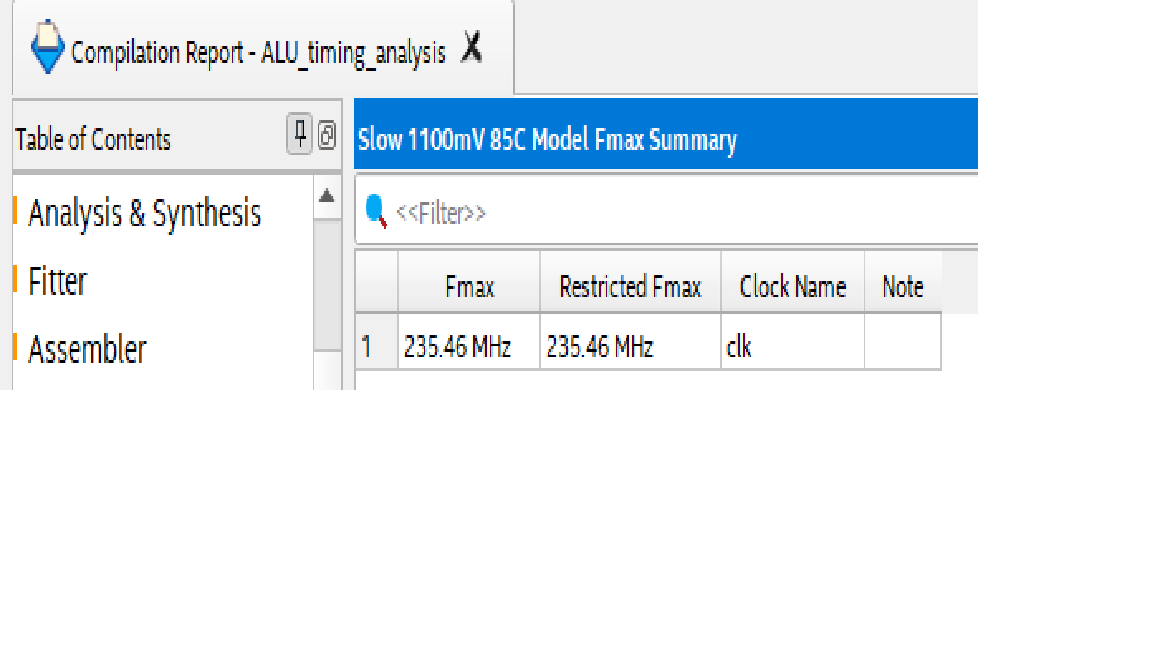 Compilation Report - ALU_timing_analysis X
Table of Contents
Analysis & Synthesis
Fitter
Assembler
Slow 1100mV 85C Model Fmax Summary
<<Filter>>
Fmax Restricted Fmax Clock Name Note
1 235.46 MHz 235.46 MHz clk